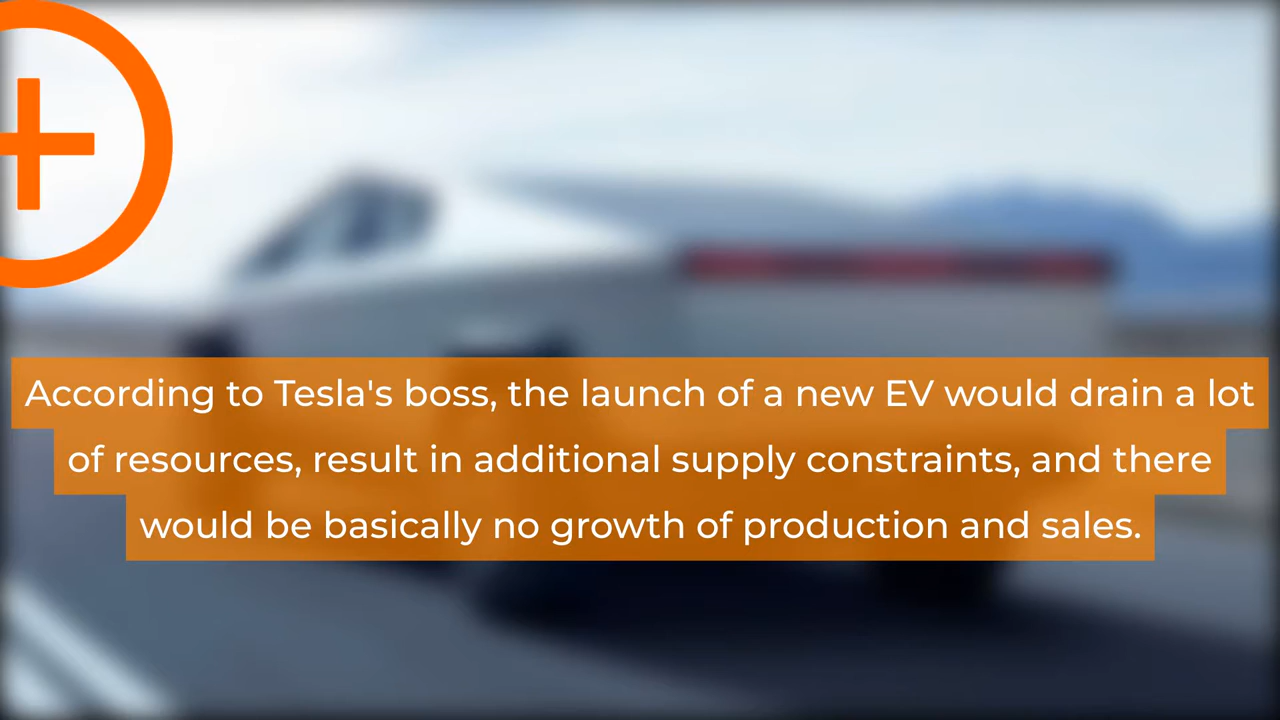 According to Tesla's boss, the launch of a new EV would drain a lot
of resources, result in additional supply constraints, and there
would be basically no growth of production and sales.